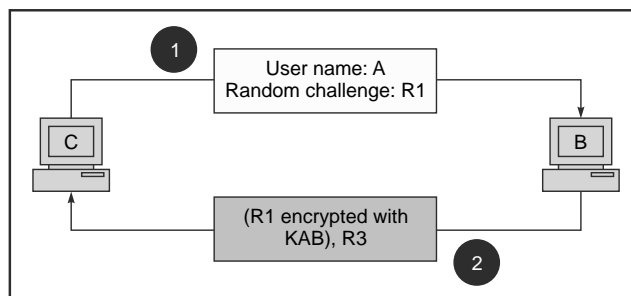 1
User name: A
Random challenge: R1
C
B
(R1 encrypted with
KAB), R3
2